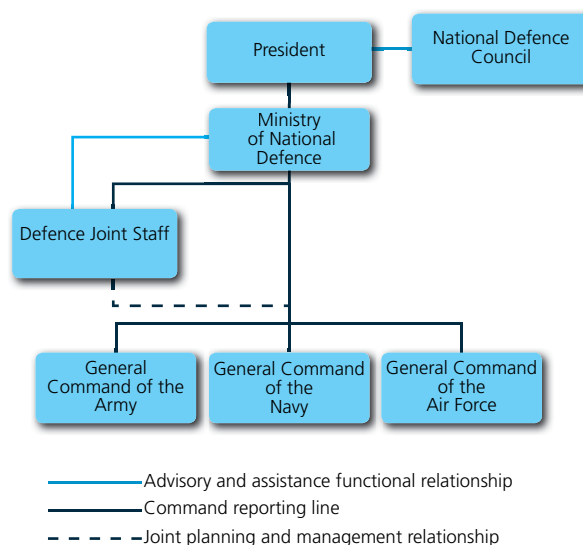 President
National Defence
Council
Ministry
of National
Defence
Defence Joint Staff
General
Command of the
Army
General Command
of the
Navy
General Command
of the
Air Force
Advisory and assistance functional relationship
Command reporting line
Joint planning and management relationship